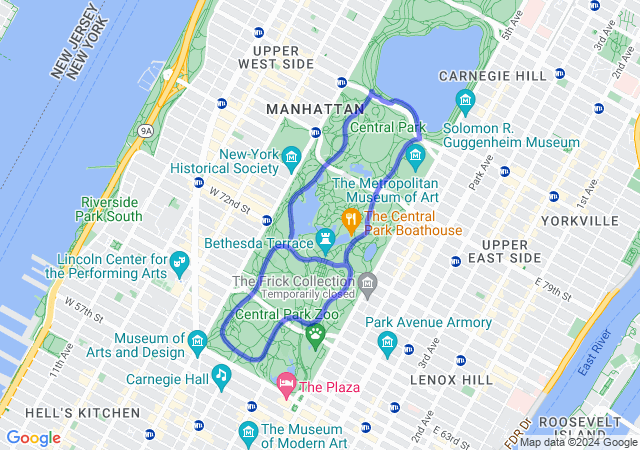 NEW JERSEY
NEW YORK
UPPER
WEST SIDE
5th Ave
3rd Ave
2nd Ave
CARNEGIE HILL
MANHATTAN
9A
Central Park
Solomon R.
Guggenheim Museum
New-York
Historical Society
Park Ave
1st Ave
The Metropolitan
Museum of Art
W 72nd St
Riverside
Park South
The Central
Park Boathouse
YORKVILLE
Bethesda Terrace
UPPER
EAST SIDE
Lincoln Center for
the Performing Arts
The Frick Collection
Temporarily closed
E 79th St
W 57th St
Central Park Zoo
Park Avenue Armory
East River
Museum of
Arts and Design
11th Ave
3rd Ave
Carnegie Hall
The Plaza
LENOX HILL
HELL'S KITCHEN
2nd Ave
The Museum
of Modern Art
E 63rd St
FDR Dr
ROOSEVELT
ISLAND
Google
Map data ©2024 Google